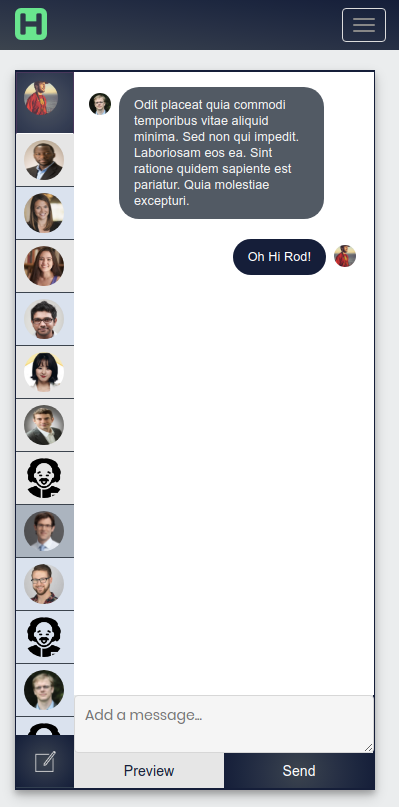 H
Odit placeat quia commodi
temporibus vitae aliquid
minima. Sed non qui impedit.
Laboriosam eos ea. Sint
ratione quidem sapiente est
pariatur. Quia molestiae
excepturi.
Oh Hi Rod!
Add a message...
Preview
Send